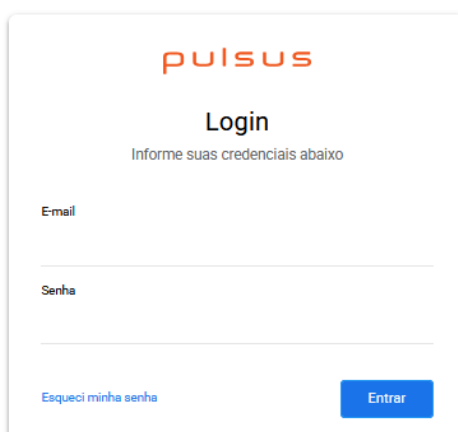 pulsus
Login
Informe suas credenciais abaixo
E-mail
Senha
Esqueci minha senha
Entrar